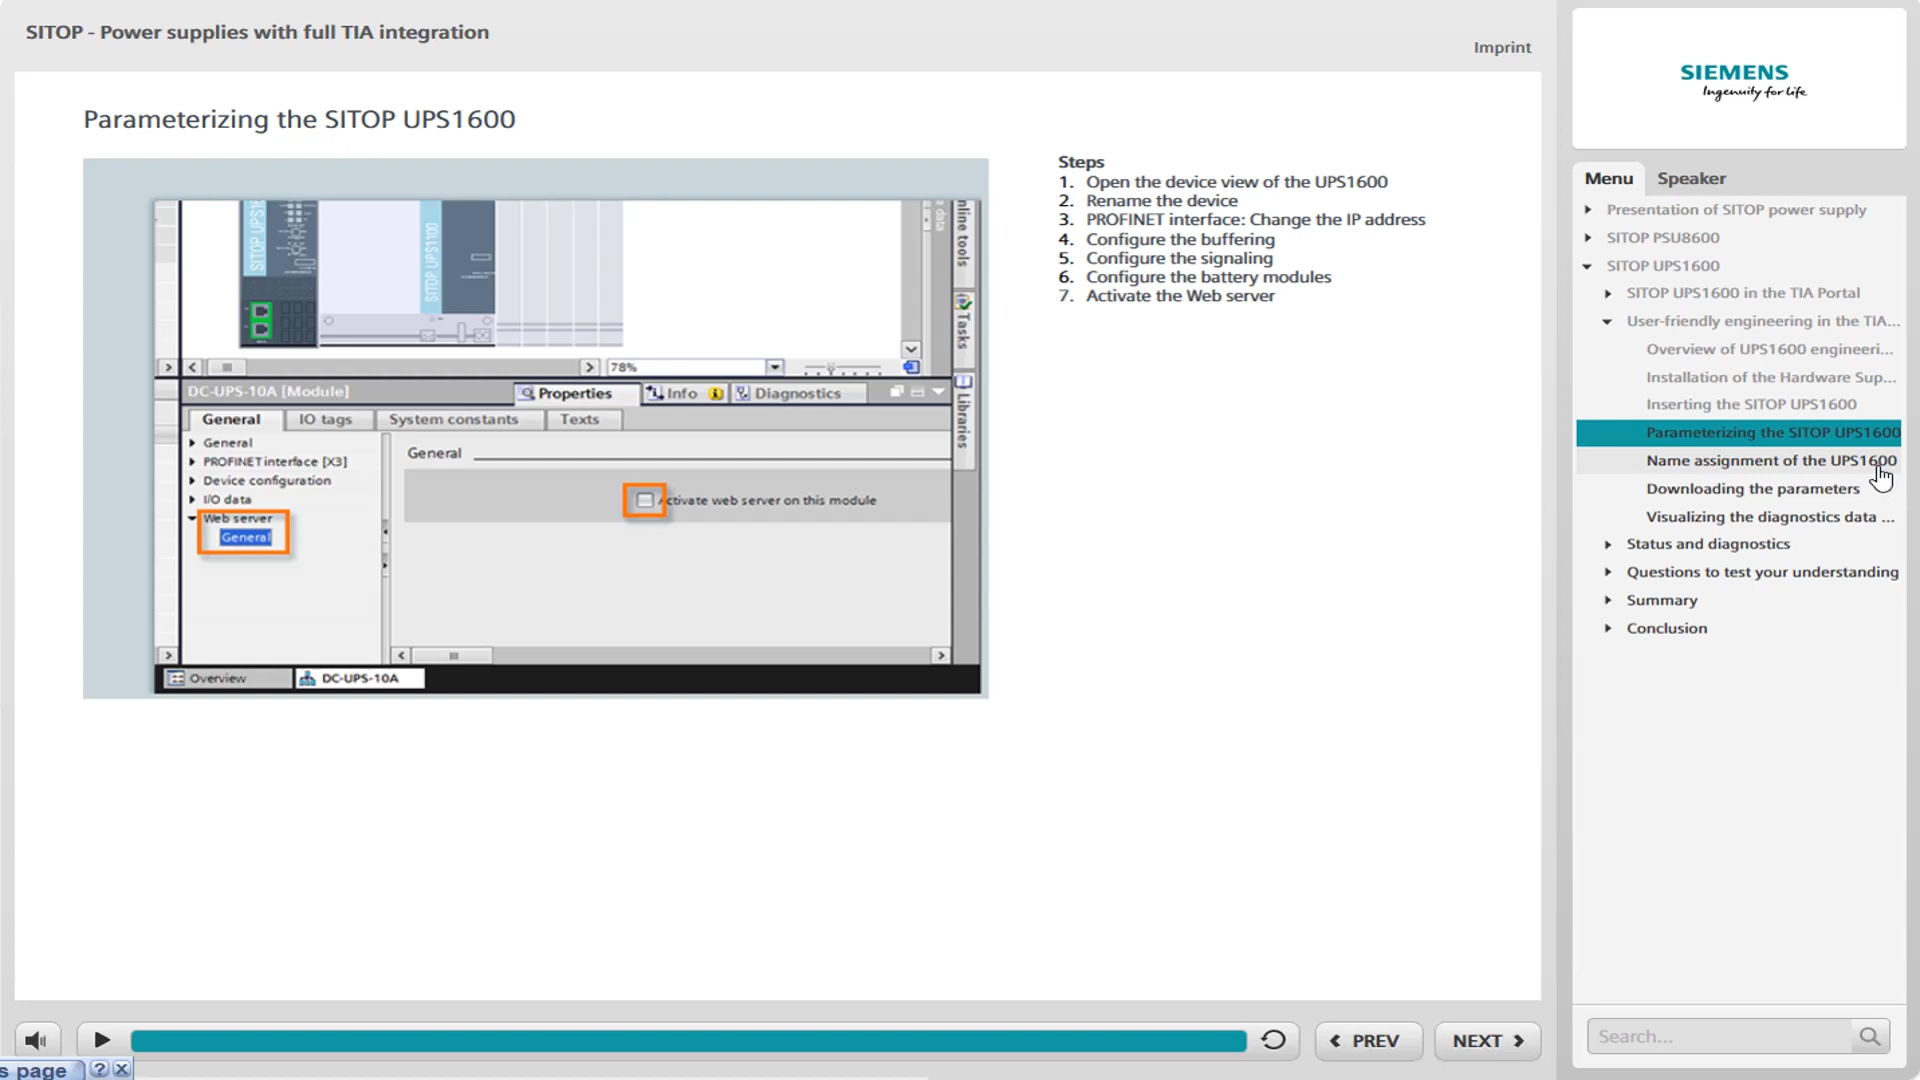 SITOP - Power supplies with full TIA integration
Imprint
SIEMENS
Ingenuity for life
Parameterizing the SITOP UPS1600
SITOP UPS1100
nline tools
Tasks
Libraries
78%
DC-UPS-10A [Module]
Properties
Info
Diagnostics
General
IO tags
System constants
Texts
General
PROFINET interface [X3]
Device configuration
I/O data
Web server
General
General
ctivate web server on this module
Overview
DC-UPS-10A
Steps
1. Open the device view of the UPS1600
2. Rename the device
3. PROFINET interface: Change the IP address
4. Configure the buffering
5. Configure the signaling
6. Configure the battery modules
7. Activate the Web server
Menu
Speaker
Presentation of SITOP power supply
SITOP PSU8600
SITOP UPS1600
SITOP UPS1600 in the TIA Portal
User-friendly engineering in the TIA...
Overview of UPS1600 engineeri...
Installation of the Hardware Sup...
Inserting the SITOP UPS1600
Parameterizing the SITOP UPS1600
Name assignment of the UPS1600
Downloading the parameters
Visualizing the diagnostics data ...
Status and diagnostics
Questions to test your understanding
Summary
Conclusion
PREV
NEXT
Search...
s page